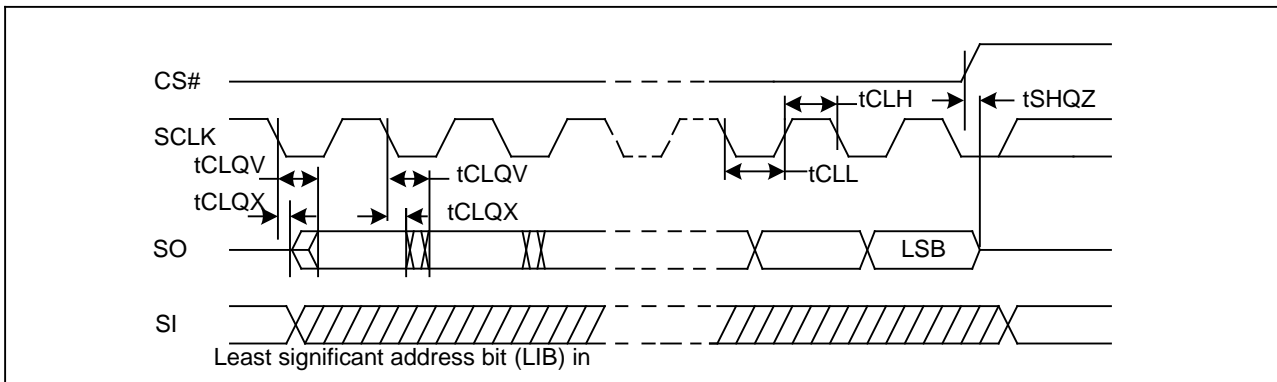 CS#
tCLH
tSHQZ
SCLK
tCLQV
tCLQV
tCLL
tCLQX
tCLQX
SO
LSB
SI
Least significant address bit (LIB) in